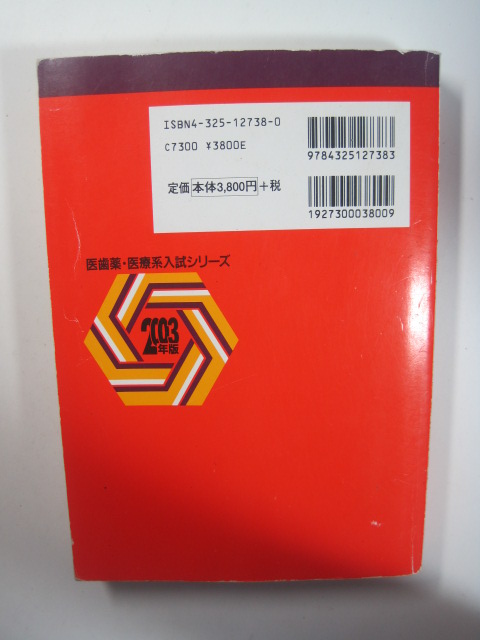 ISBN4-325-12738-0
C7300 ¥3800E
定価 本体3,800円+税
9784325127383
1927300038009
医歯薬・医療系入試シリーズ
2003
年版